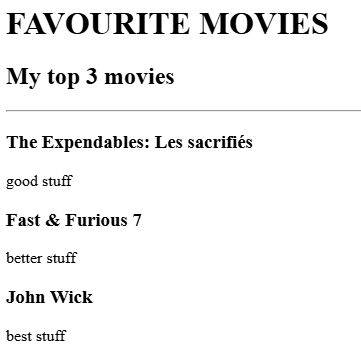 FAVOURITE MOVIES
My top 3 movies
The Expendables: Les sacrifiés
good stuff
Fast & Furious 7
better stuff
John Wick
best stuff